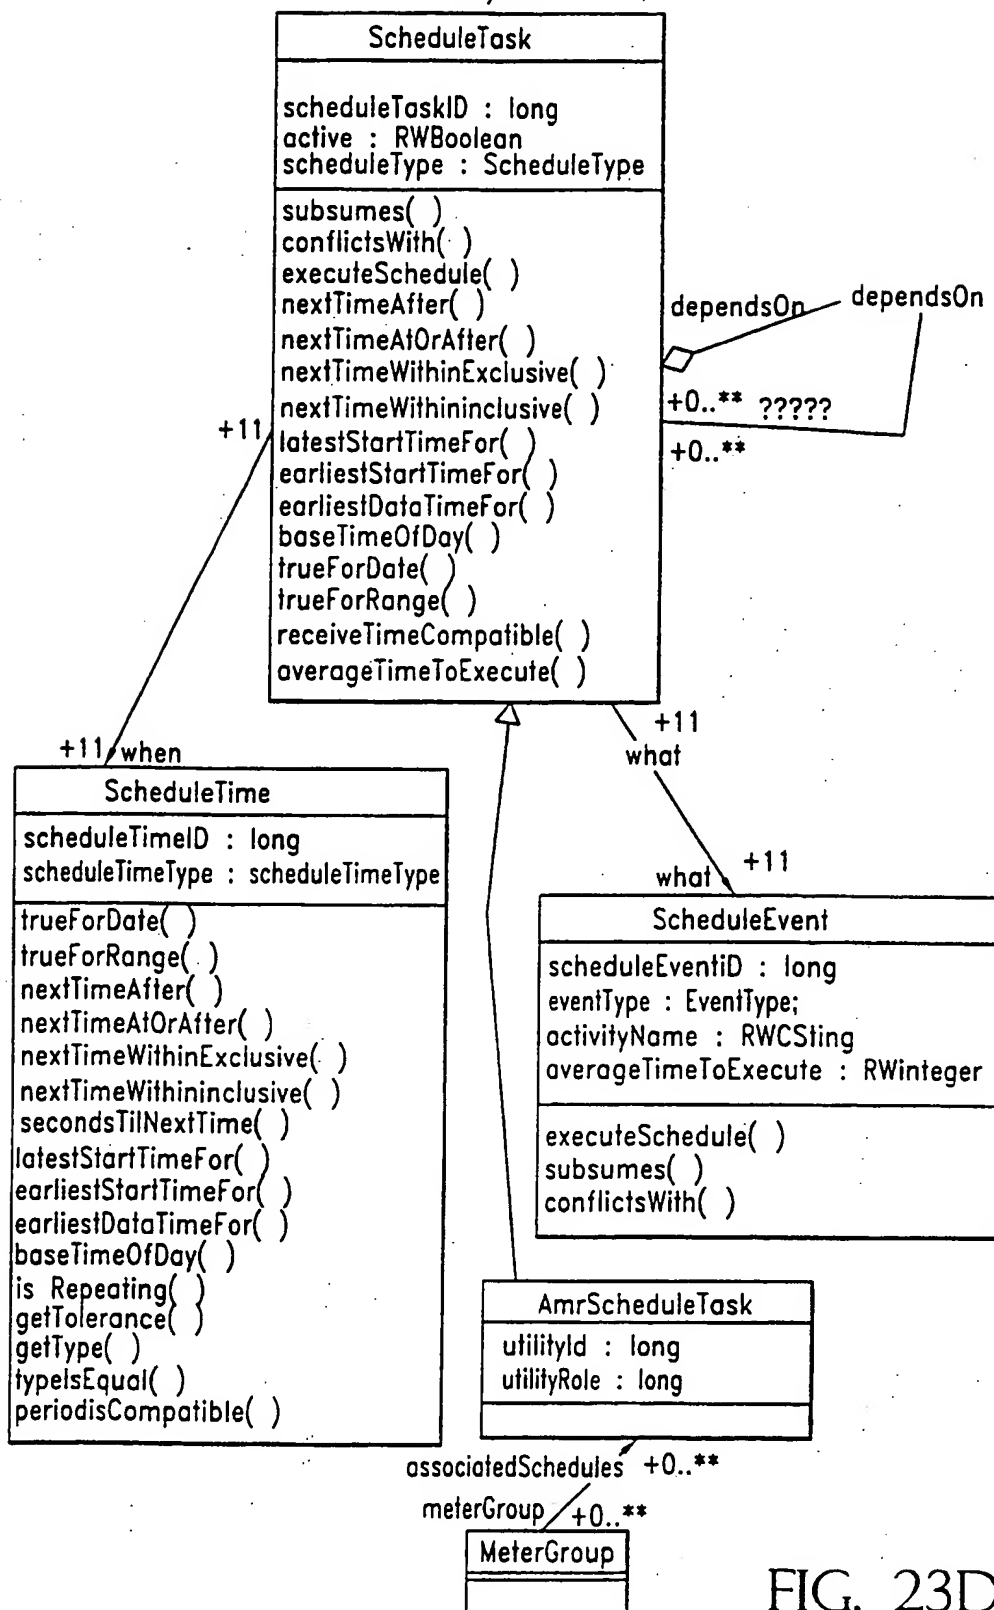 ScheduleTask
scheduleTaskID : long
active : RWBoolean
scheduleType : ScheduleType
subsumes( )
conflictsWith( )
executeSchedule( )
nextTimeAfter( )
nextTimeAtOrAfter( )
nextTimeWithinExclusive( )
nextTimeWithininclusive( )
latestStartTimeFor( )
earliestStartTimeFor( )
earliestDataTimeFor( )
baseTimeOfDay( )
trueForDate( )
trueForRange( )
receiveTimeCompatible( )
averageTimeToExecute( )
dependsOn dependsOn
+0..** ?????
+0..**
+11
+11 when
+11
what
+11
what
ScheduleTime
scheduleTimeID : long
scheduleTimeType : scheduleTimeType
trueForDate( )
trueForRange( )
nextTimeAfter( )
nextTimeAtOrAfter( )
nextTimeWithinExclusive( )
nextTimeWithininclusive( )
secondsTilNextTime( )
latestStartTimeFor( )
earliestStartTimeFor( )
earliestDataTimeFor( )
baseTimeOfDay( )
is Repeating( )
getTolerance( )
getType( )
typeIsEqual( )
periodisCompatible( )
ScheduleEvent
scheduleEventiD : long
eventType : EventType;
activityName : RWCSting
averageTimeToExecute : RWinteger
executeSchedule( )
subsumes( )
conflictsWith( )
AmrScheduleTask
utilityId : long
utilityRole : long
associatedSchedules +0..**
meterGroup +0..**
MeterGroup
FIG. 23D